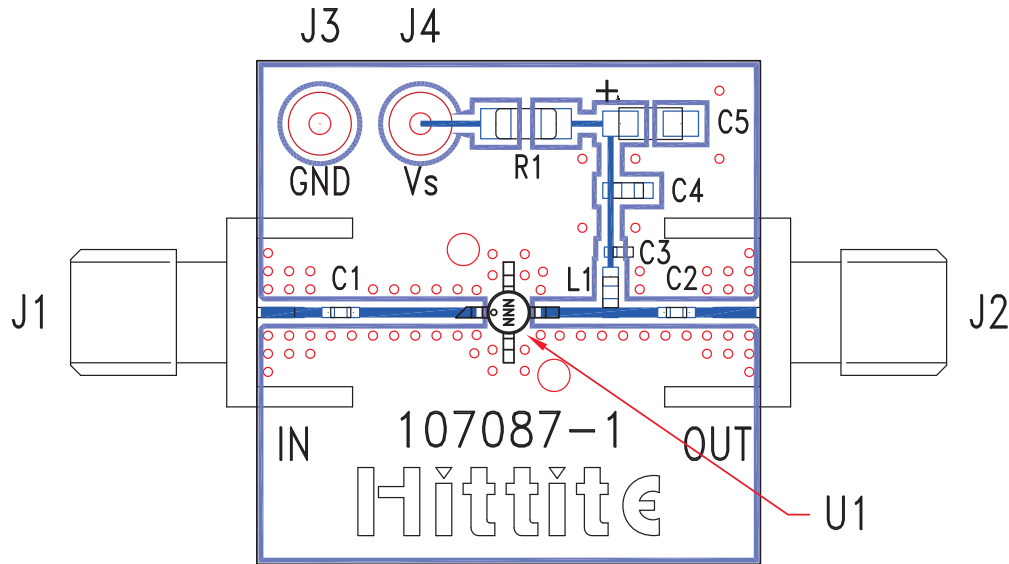 J3 J4
+
C5
R1
GND Vs
C4
C3
C1 L1 C2
J1 J2
NNN
107087-1
IN OUT
Hittite
U1